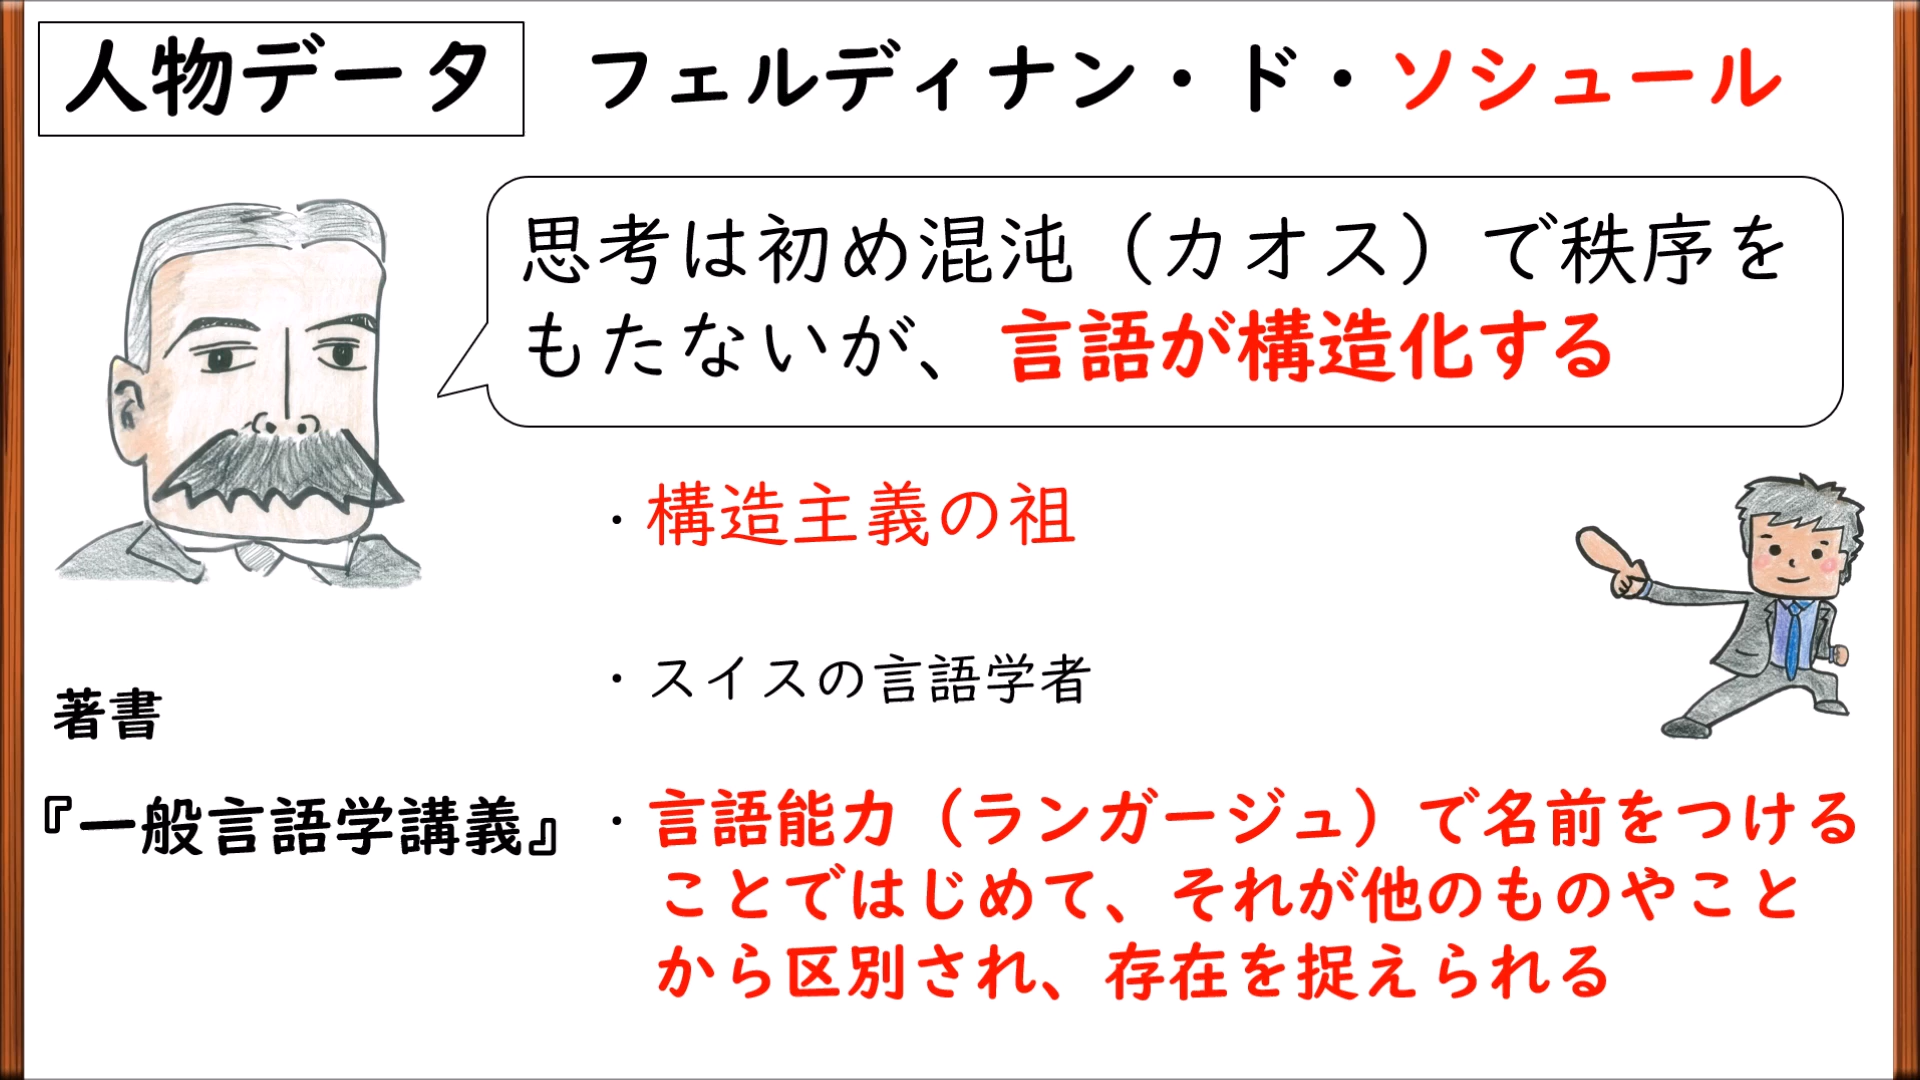 人物データ
フェルディナン・ド・ソシュール
思考は初め混沌（カオス）で秩序を
もたないが、言語が構造化する
・構造主義の祖
・スイスの言語学者
著書
『一般言語学講義』
・言語能力（ランガージュ）で名前をつける
ことではじめて、それが他のものやこと
から区別され、存在を捉えられる